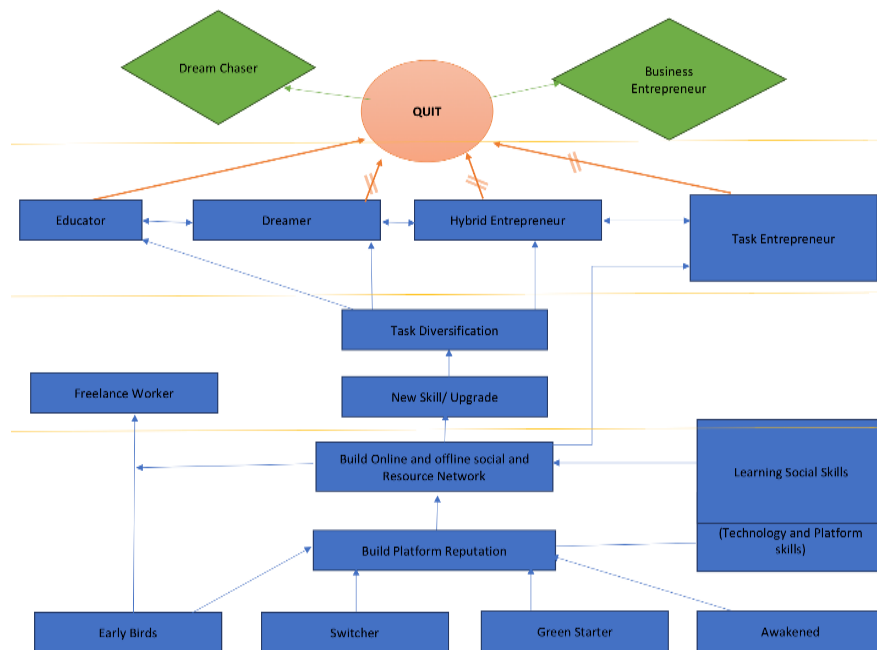 Dream Chaser
Business
Entrepreneur
QUIT
Educator
Dreamer
Hybrid Entrepreneur
Task Entrepreneur
Task Diversification
Freelance Worker
New Skill/ Upgrade
Build Online and offline social and
Resource Network
Learning Social Skills
(Technology and Platform
skills)
Build Platform Reputation
Early Birds
Switcher
Green Starter
Awakened